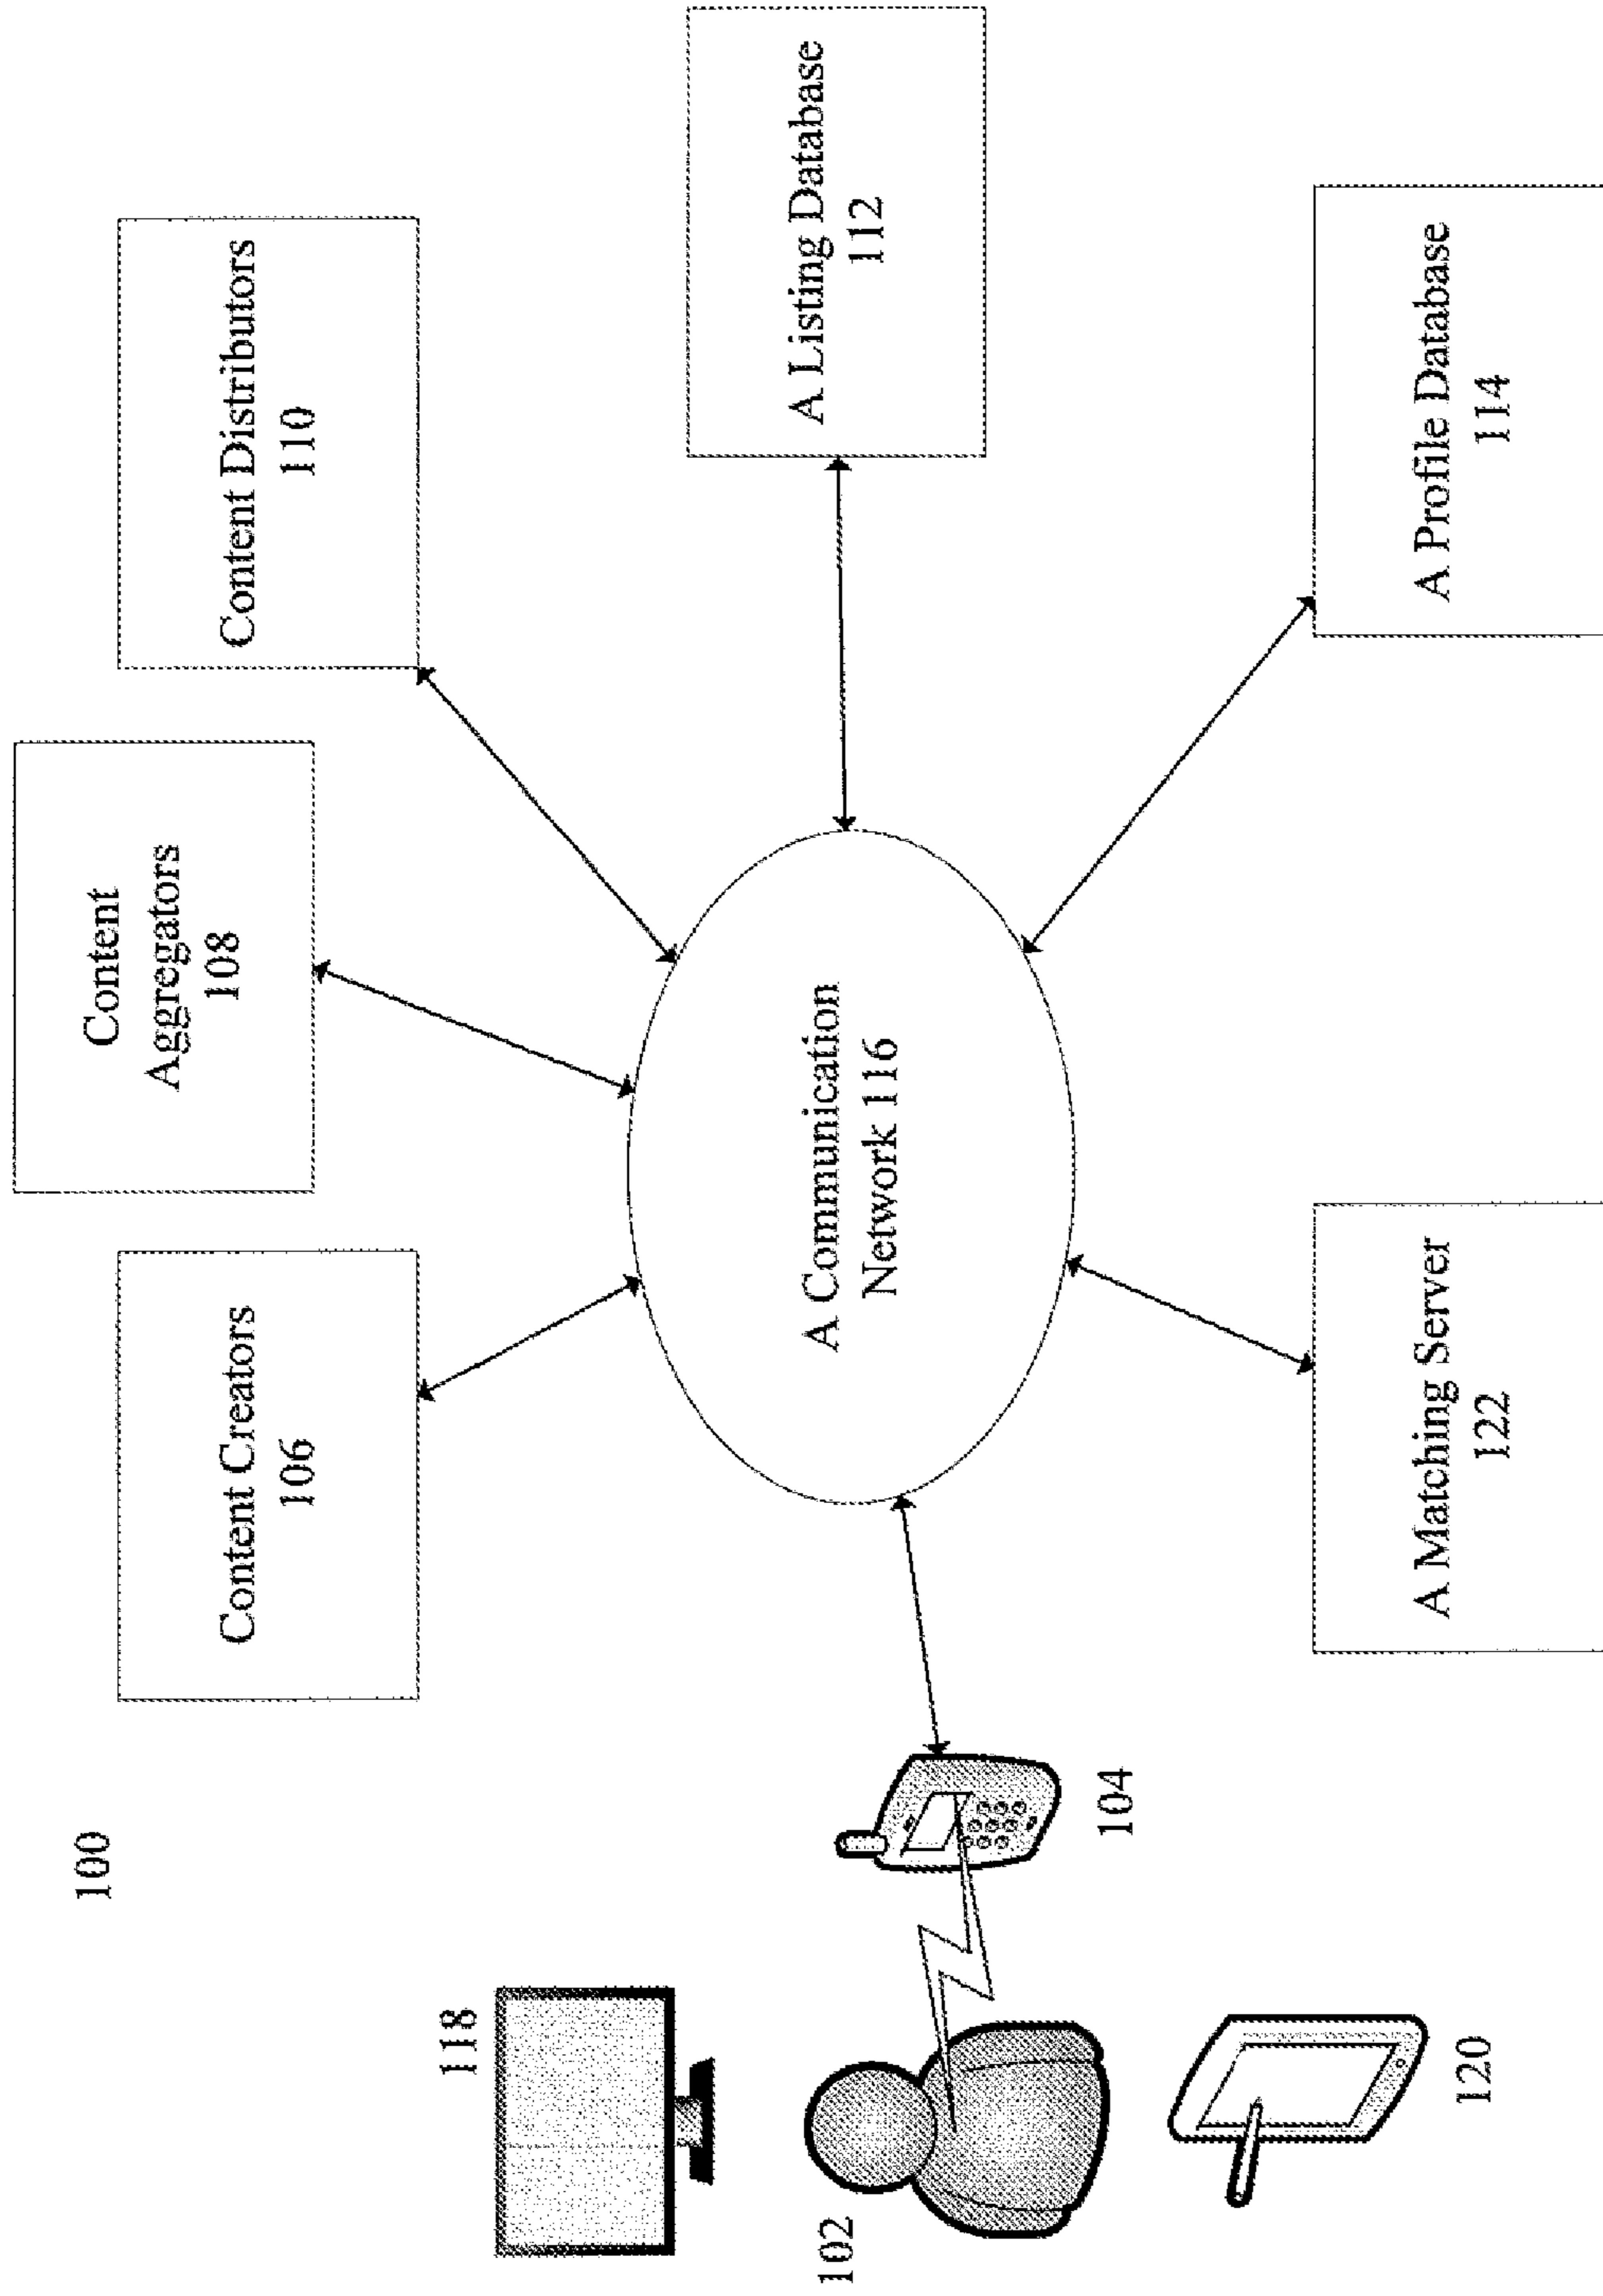 100
Content
Aggregators
108
Content Creators
106
Content Distributors
110
118
102
104
A Communication
Network 116
A Listing Database
112
120
A Matching Server
122
A Profile Database
114